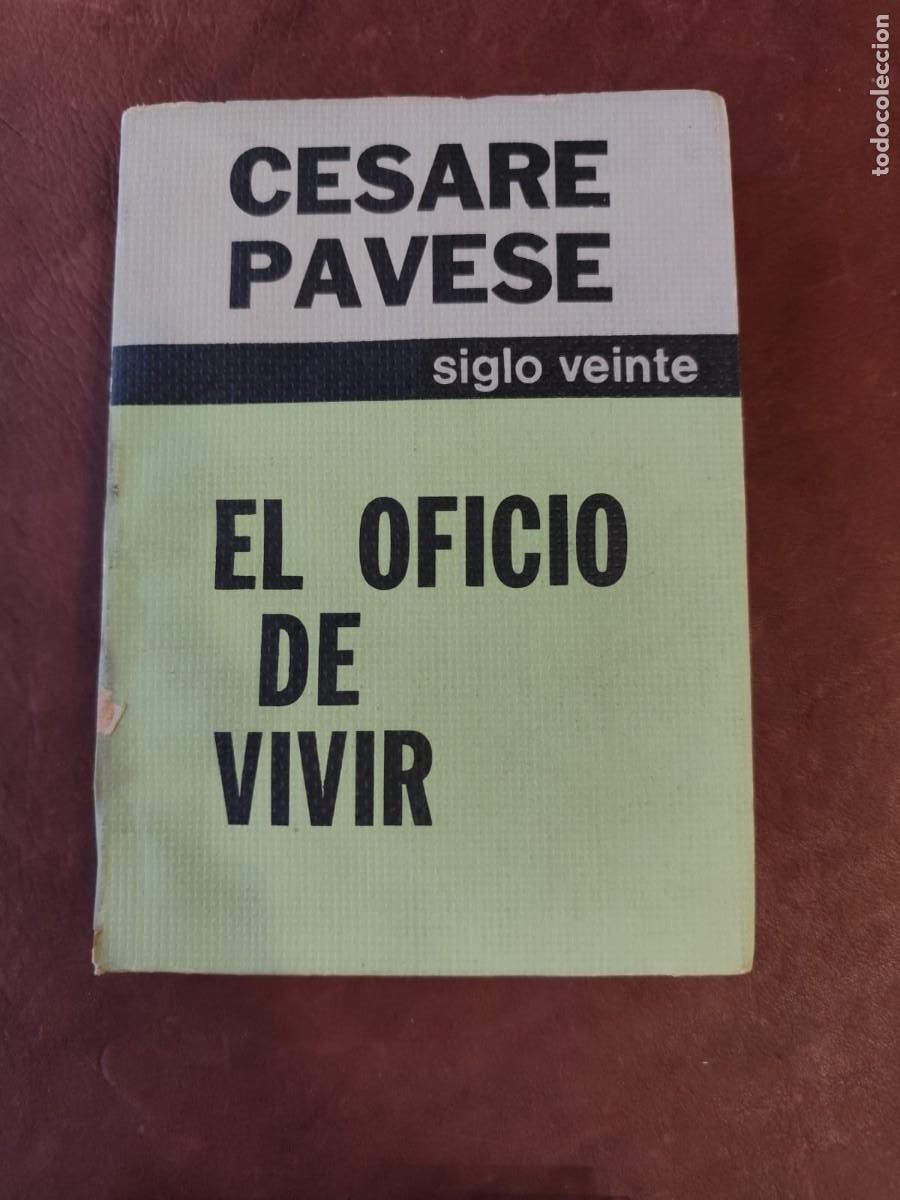 CESARE
PAVESE
siglo veinte
EL OFICIO
DE
VIVIR
todocoleccion